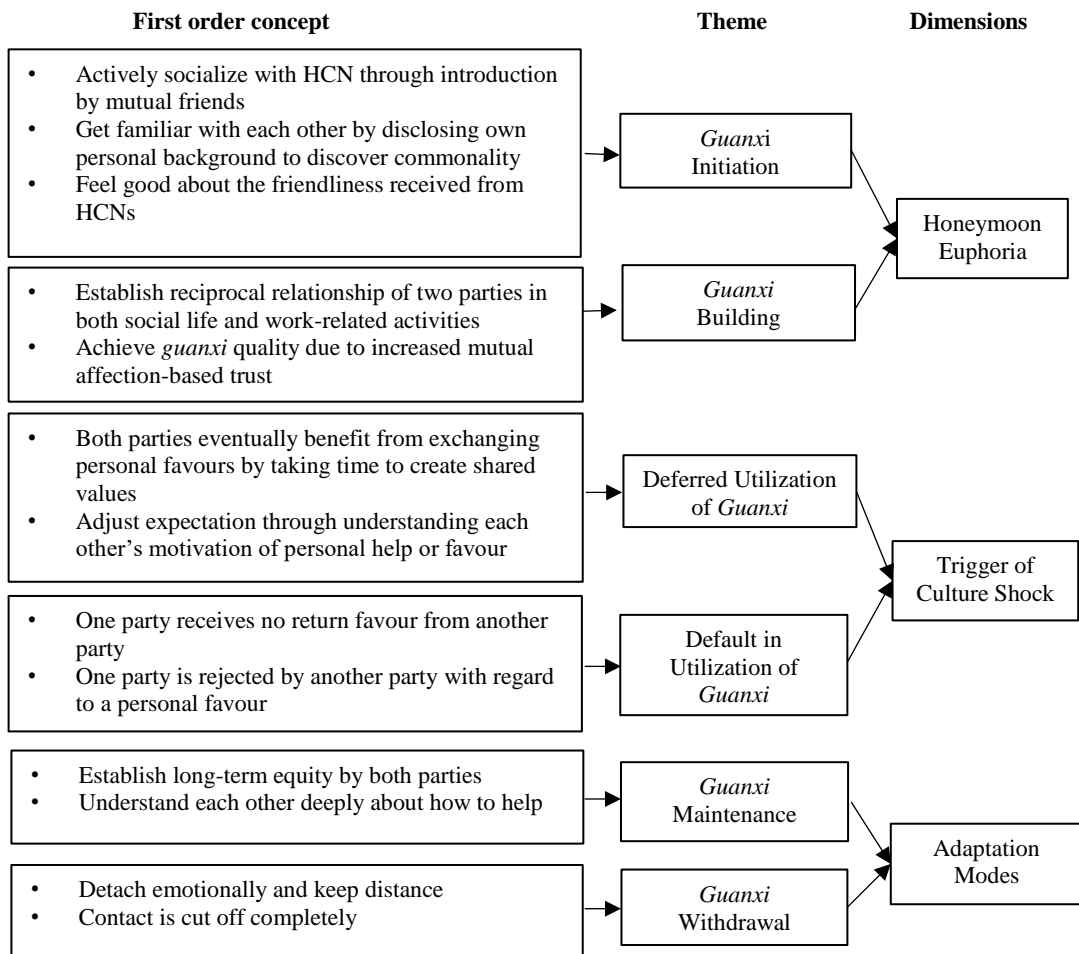 First order concept
Theme
Dimensions
• Actively socialize with HCN through introduction
by mutual friends
• Get familiar with each other by disclosing own
personal background to discover commonality
• Feel good about the friendliness received from
HCNs
Guanxi
Initiation
Honeymoon
Euphoria
• Establish reciprocal relationship of two parties in
both social life and work-related activities
• Achieve guanxi quality due to increased mutual
affection-based trust
Guanxi
Building
• Both parties eventually benefit from exchanging
personal favours by taking time to create shared
values
• Adjust expectation through understanding each
other’s motivation of personal help or favour
Deferred Utilization
of Guanxi
Trigger of
Culture Shock
• One party receives no return favour from another
party
• One party is rejected by another party with regard
to a personal favour
Default in
Utilization of
Guanxi
• Establish long-term equity by both parties
• Understand each other deeply about how to help
Guanxi
Maintenance
Adaptation
Modes
• Detach emotionally and keep distance
• Contact is cut off completely
Guanxi
Withdrawal